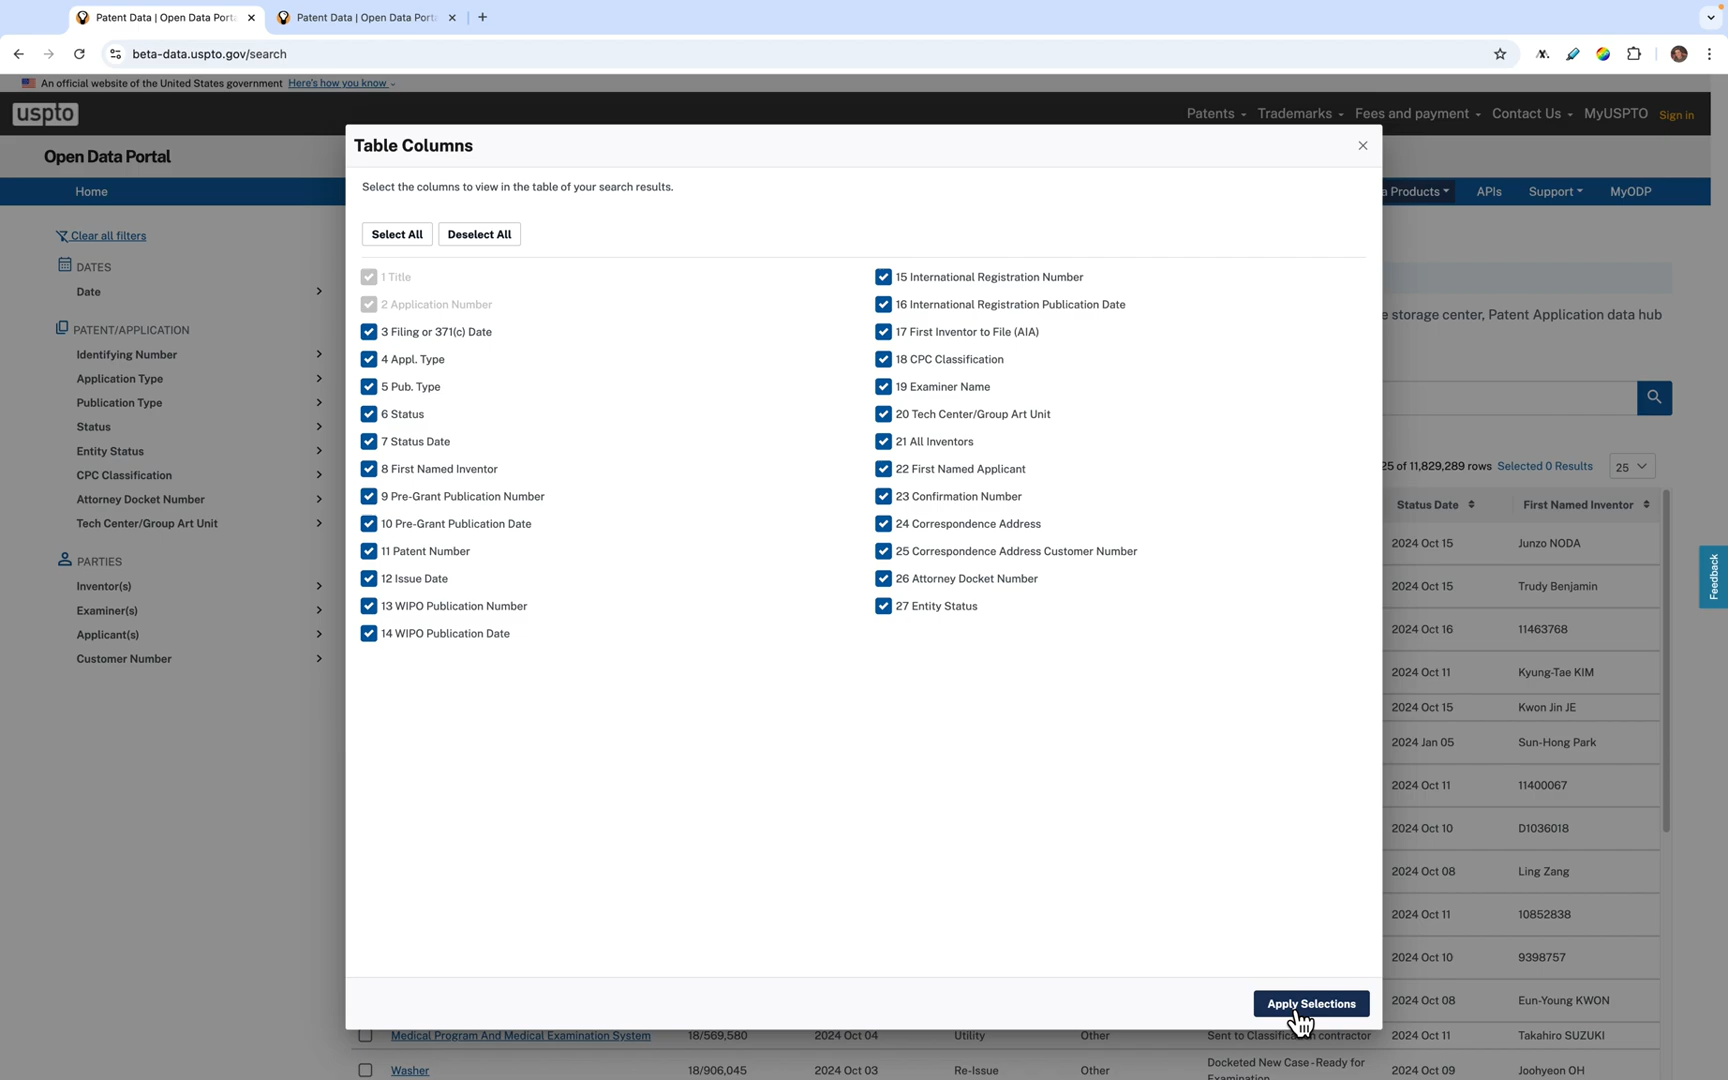 Patent Data | Open Data Port
Patent Data | Open Data Port
beta-data.uspto.gov/search
An official website of the United States government Here's how you know
uspto
Patents Trademarks Fees and payment Contact Us MyUSPTO Sign in
Open Data Portal
Home
a Products APIs Support MyODP
Table Columns
Select the columns to view in the table of your search results.
Select All Deselect All
1 Title
2 Application Number
3 Filing or 371(c) Date
4 Appl. Type
5 Pub. Type
6 Status
7 Status Date
8 First Named Inventor
9 Pre-Grant Publication Number
10 Pre-Grant Publication Date
11 Patent Number
12 Issue Date
13 WIPO Publication Number
14 WIPO Publication Date
15 International Registration Number
16 International Registration Publication Date
17 First Inventor to File (AIA)
18 CPC Classification
19 Examiner Name
20 Tech Center/Group Art Unit
21 All Inventors
22 First Named Applicant
23 Confirmation Number
24 Correspondence Address
25 Correspondence Address Customer Number
26 Attorney Docket Number
27 Entity Status
Apply Selections
Clear all filters
DATES
Date
PATENT/APPLICATION
Identifying Number
Application Type
Publication Type
Status
Entity Status
CPC Classification
Attorney Docket Number
Tech Center/Group Art Unit
PARTIES
Inventor(s)
Examiner(s)
Applicant(s)
Customer Number
e storage center, Patent Application data hub
25 of 11,829,289 rows Selected 0 Results 25
Status Date First Named Inventor
2024 Oct 15 Junzo NODA
2024 Oct 15 Trudy Benjamin
2024 Oct 16 11463768
2024 Oct 11 Kyung-Tae KIM
2024 Oct 15 Kwon Jin JE
2024 Jan 05 Sun-Hong Park
2024 Oct 11 11400067
2024 Oct 10 D1036018
2024 Oct 08 Ling Zang
2024 Oct 11 10852838
2024 Oct 10 9398757
2024 Oct 08 Eun-Young KWON
Medical Program And Medical Examination System 18/569,580 2024 Oct 04 Utility Other Sent to Classification contractor 2024 Oct 11 Takahiro SUZUKI
Washer 18/906,045 2024 Oct 03 Re-Issue Other Docketed New Case - Ready for 2024 Oct 09 Joohyeon OH
Examination
Feedback